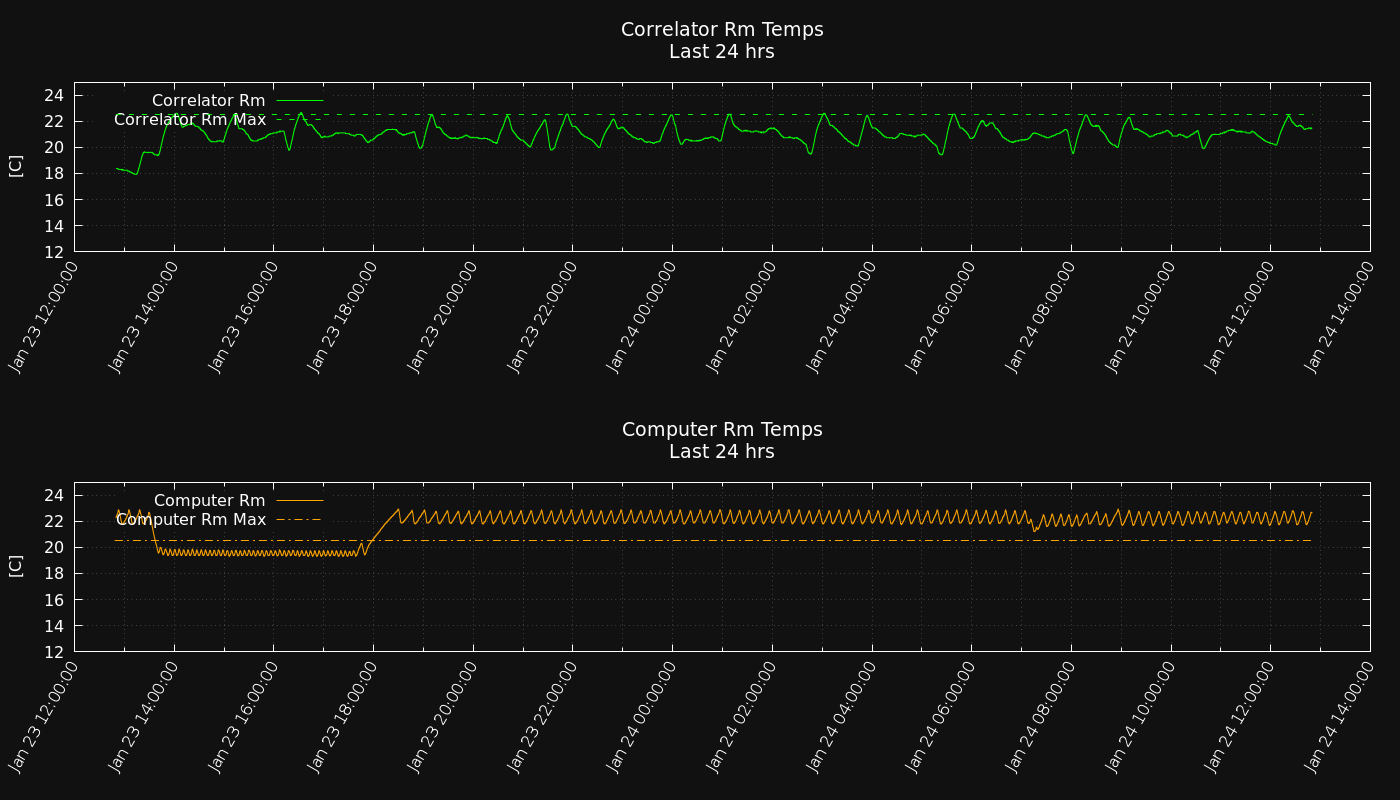 Correlator Rm Temps
Last 24 hrs
Correlator Rm
Correlator Rm Max
[C]
24
22
20
18
16
14
12
Jan 23 12:00:00
Jan 23 14:00:00
Jan 23 16:00:00
Jan 23 18:00:00
Jan 23 20:00:00
Jan 23 22:00:00
Jan 24 00:00:00
Jan 24 02:00:00
Jan 24 04:00:00
Jan 24 06:00:00
Jan 24 08:00:00
Jan 24 10:00:00
Jan 24 12:00:00
Jan 24 14:00:00
Computer Rm Temps
Last 24 hrs
Computer Rm
Computer Rm Max
[C]
24
22
20
18
16
14
12
Jan 23 12:00:00
Jan 23 14:00:00
Jan 23 16:00:00
Jan 23 18:00:00
Jan 23 20:00:00
Jan 23 22:00:00
Jan 24 00:00:00
Jan 24 02:00:00
Jan 24 04:00:00
Jan 24 06:00:00
Jan 24 08:00:00
Jan 24 10:00:00
Jan 24 12:00:00
Jan 24 14:00:00